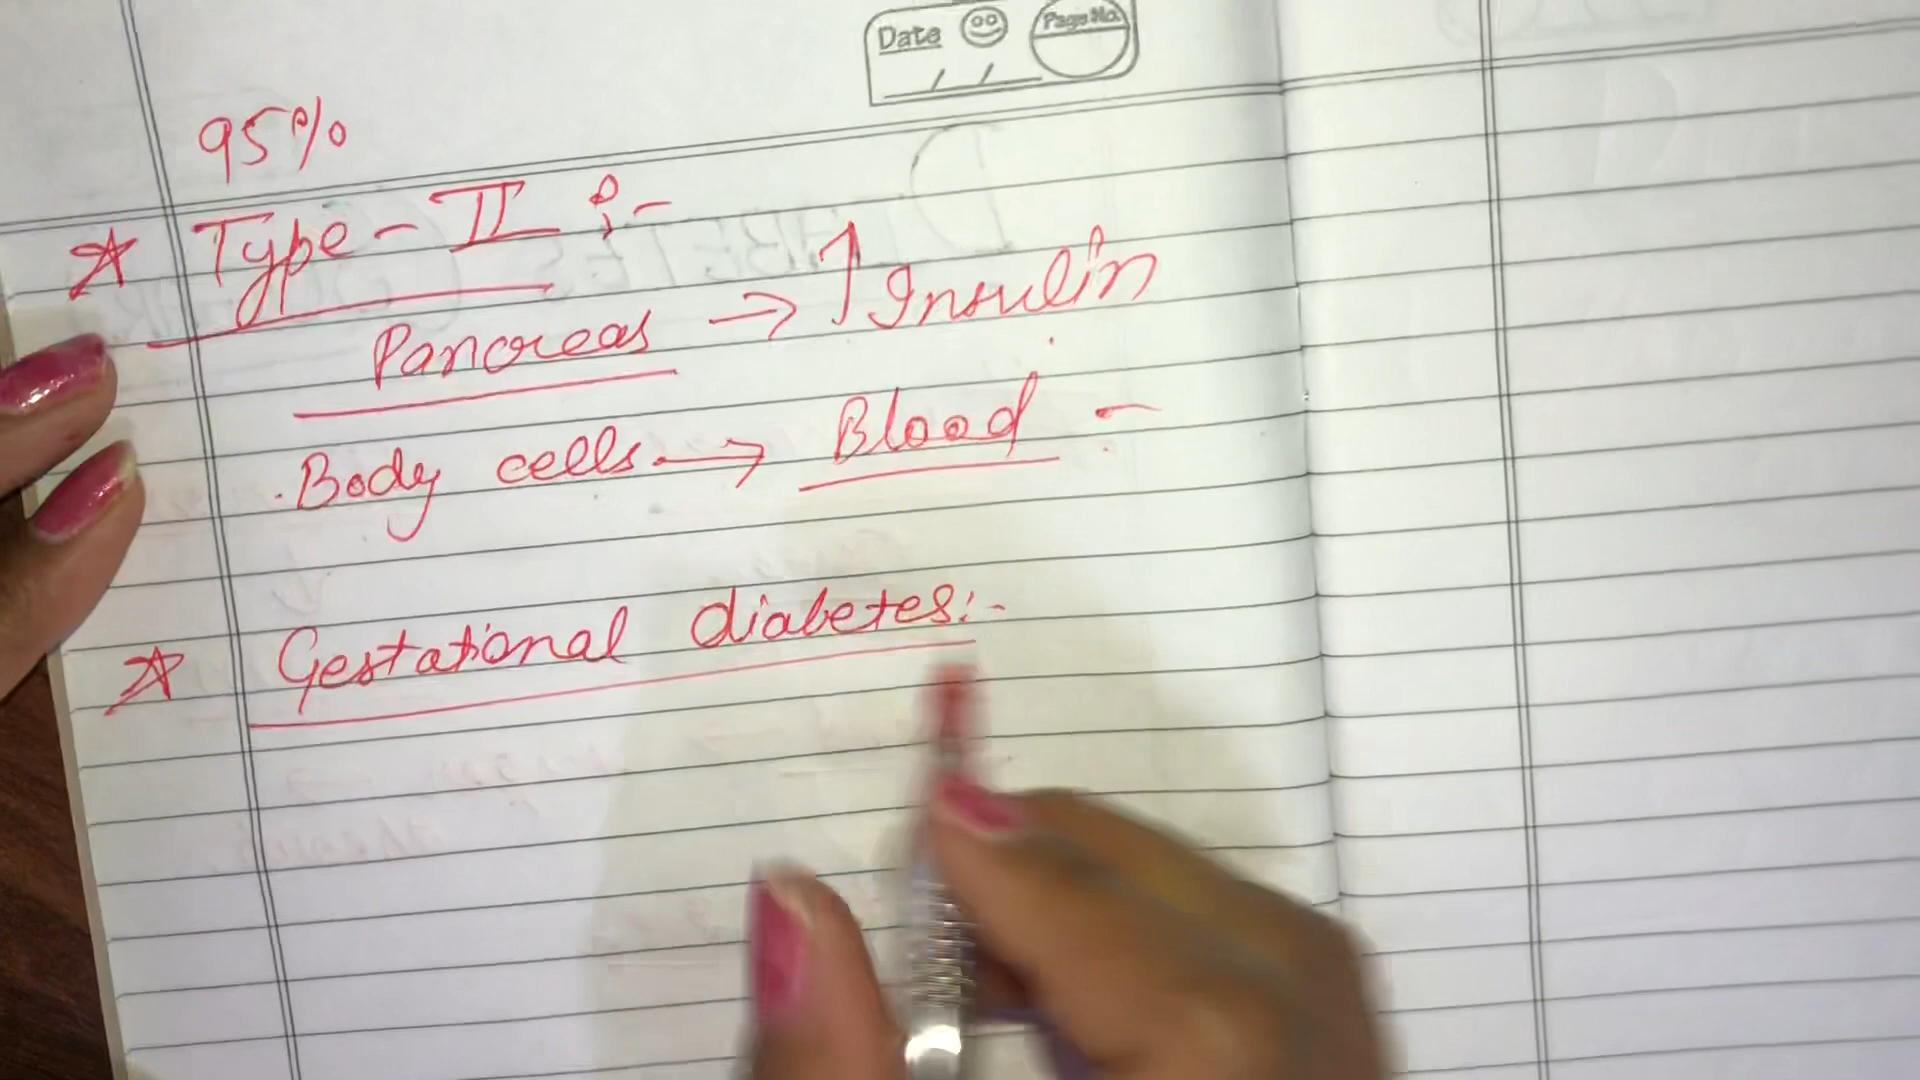 Date Page No.
95%
☆ Type-II :-
Pancreas → ↑ Insulin
Body cells → Blood -
☆ Gestational diabetes:-